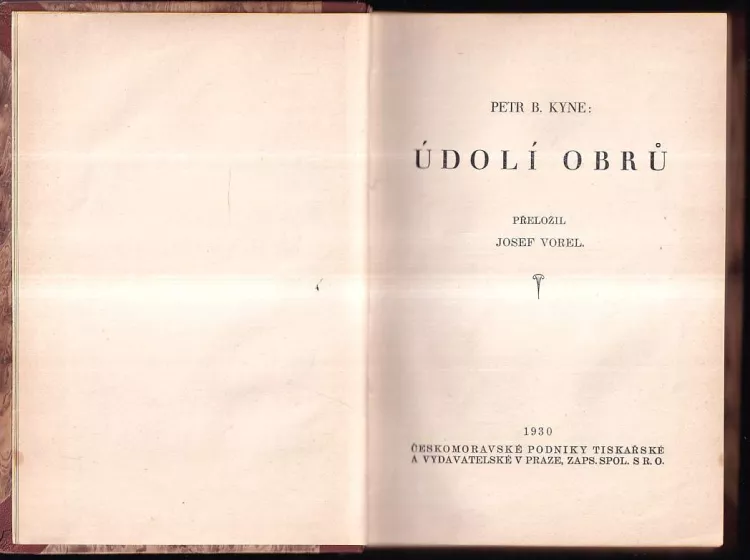 PETR B. KYNE:
ÚDOLÍ OBRŮ
PŘELOŽIL
JOSEF VOREL.
1930
ČESKOMORAVSKÉ PODNIKY TISKAŘSKÉ
A VYDAVATELSKÉ V PRAZE, ZAPS. SPOL. S R. O.